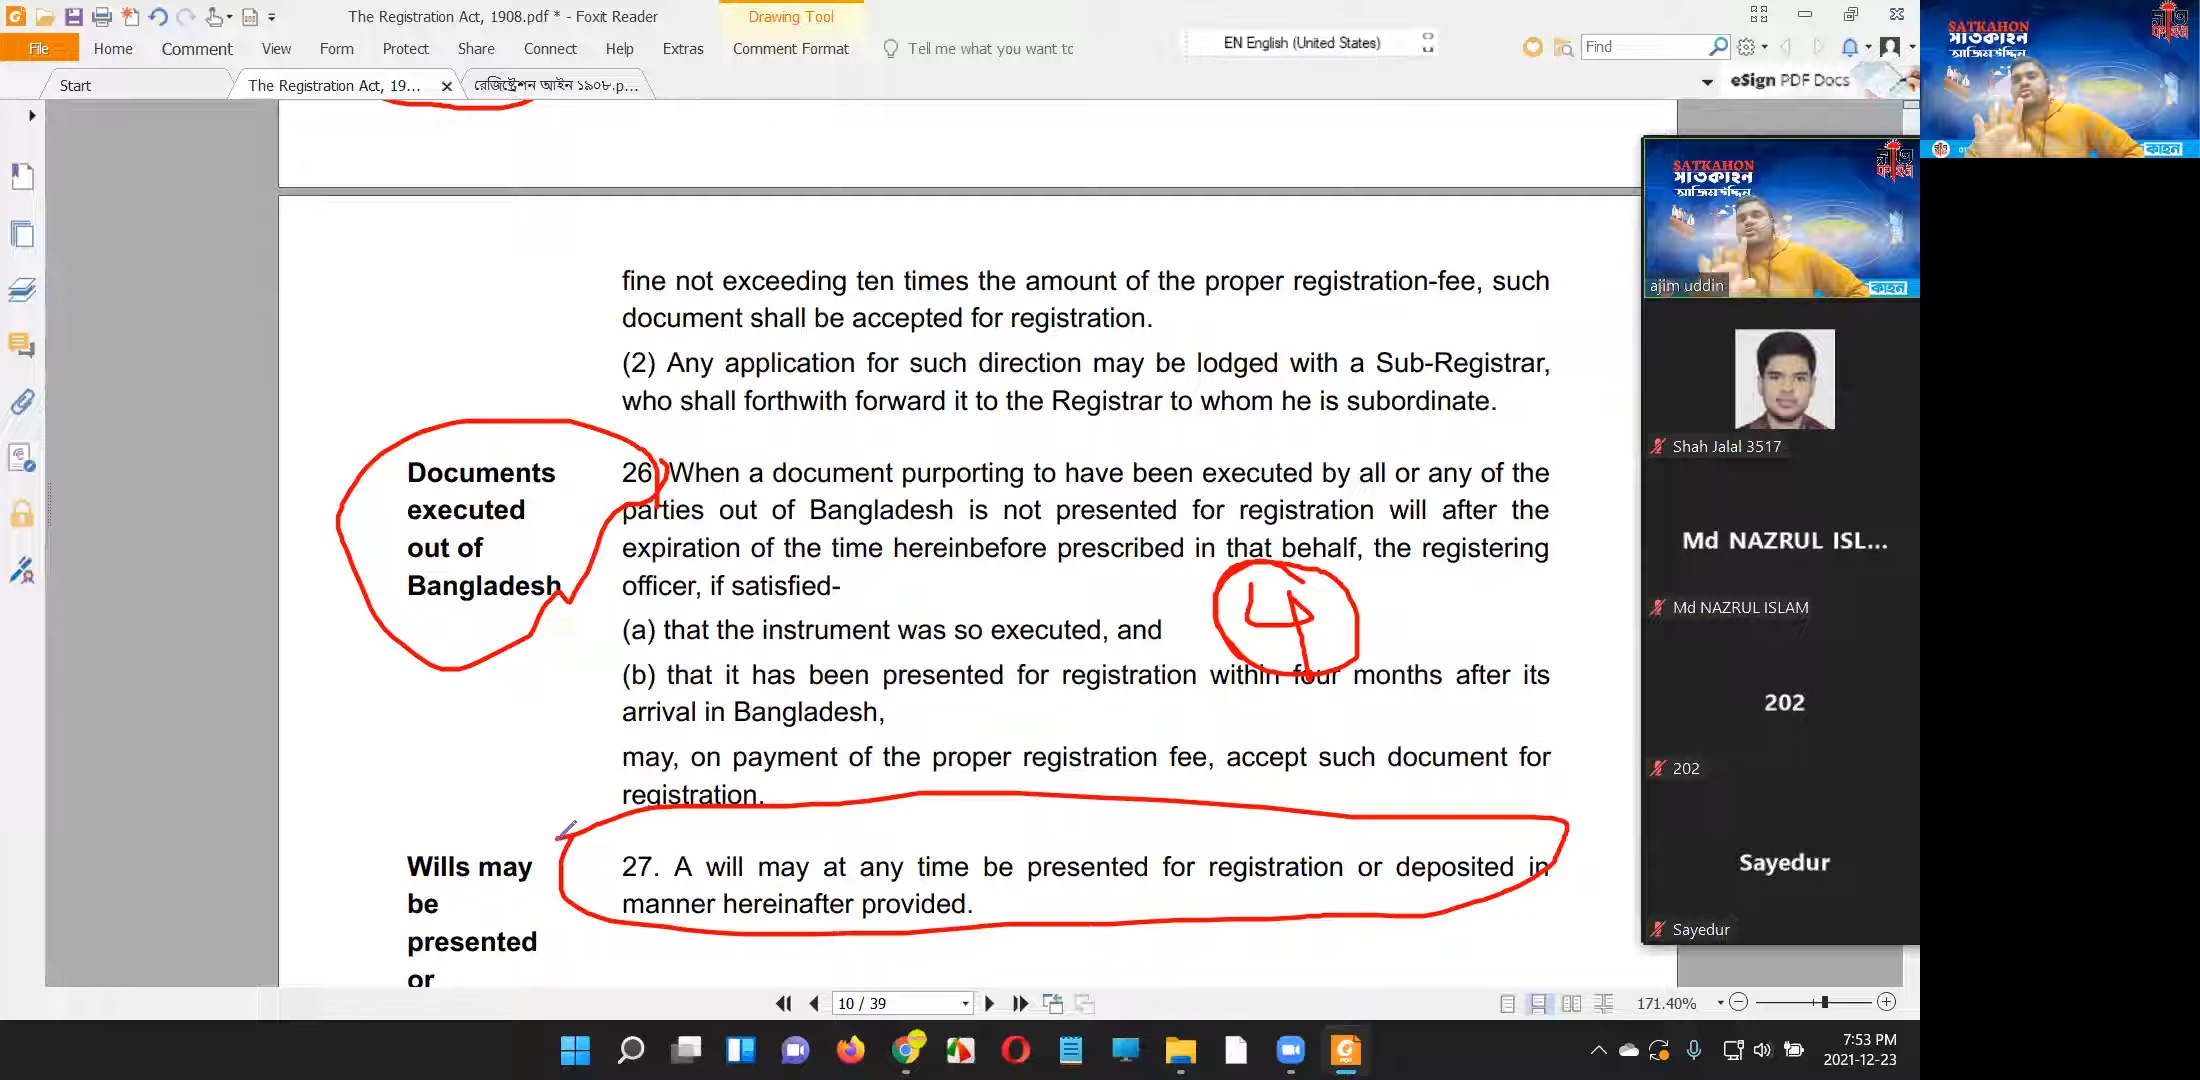 The Registration Act, 1908.pdf * - Foxit Reader
Drawing Tool
File
Home
Comment
View
Form
Protect
Share
Connect
Help
Extras
Comment Format
Tell me what you want tc
EN English (United States)
Find
Start
The Registration Act, 19...
রেজিষ্ট্রেশন আইন ১৯০৮.p...
eSign PDF Docs
fine not exceeding ten times the amount of the proper registration-fee, such
document shall be accepted for registration.
(2) Any application for such direction may be lodged with a Sub-Registrar,
who shall forthwith forward it to the Registrar to whom he is subordinate.
Documents
executed
out of
Bangladesh
26. When a document purporting to have been executed by all or any of the
parties out of Bangladesh is not presented for registration will after the
expiration of the time hereinbefore prescribed in that behalf, the registering
officer, if satisfied-
(a) that the instrument was so executed, and
4
(b) that it has been presented for registration within four months after its
arrival in Bangladesh,
may, on payment of the proper registration fee, accept such document for
registration.
Wills may
be
presented
or
27. A will may at any time be presented for registration or deposited in
manner hereinafter provided.
SATKAHON
সাতকাহন
আজিম উদ্দিন
কাহন
SATKAHON
সাতকাহন
আজিম উদ্দিন
ajim uddin
কাহন
Shah Jalal 3517
Md NAZRUL ISL...
Md NAZRUL ISLAM
202
202
Sayedur
Sayedur
10 / 39
171.40%
7:53 PM
2021-12-23